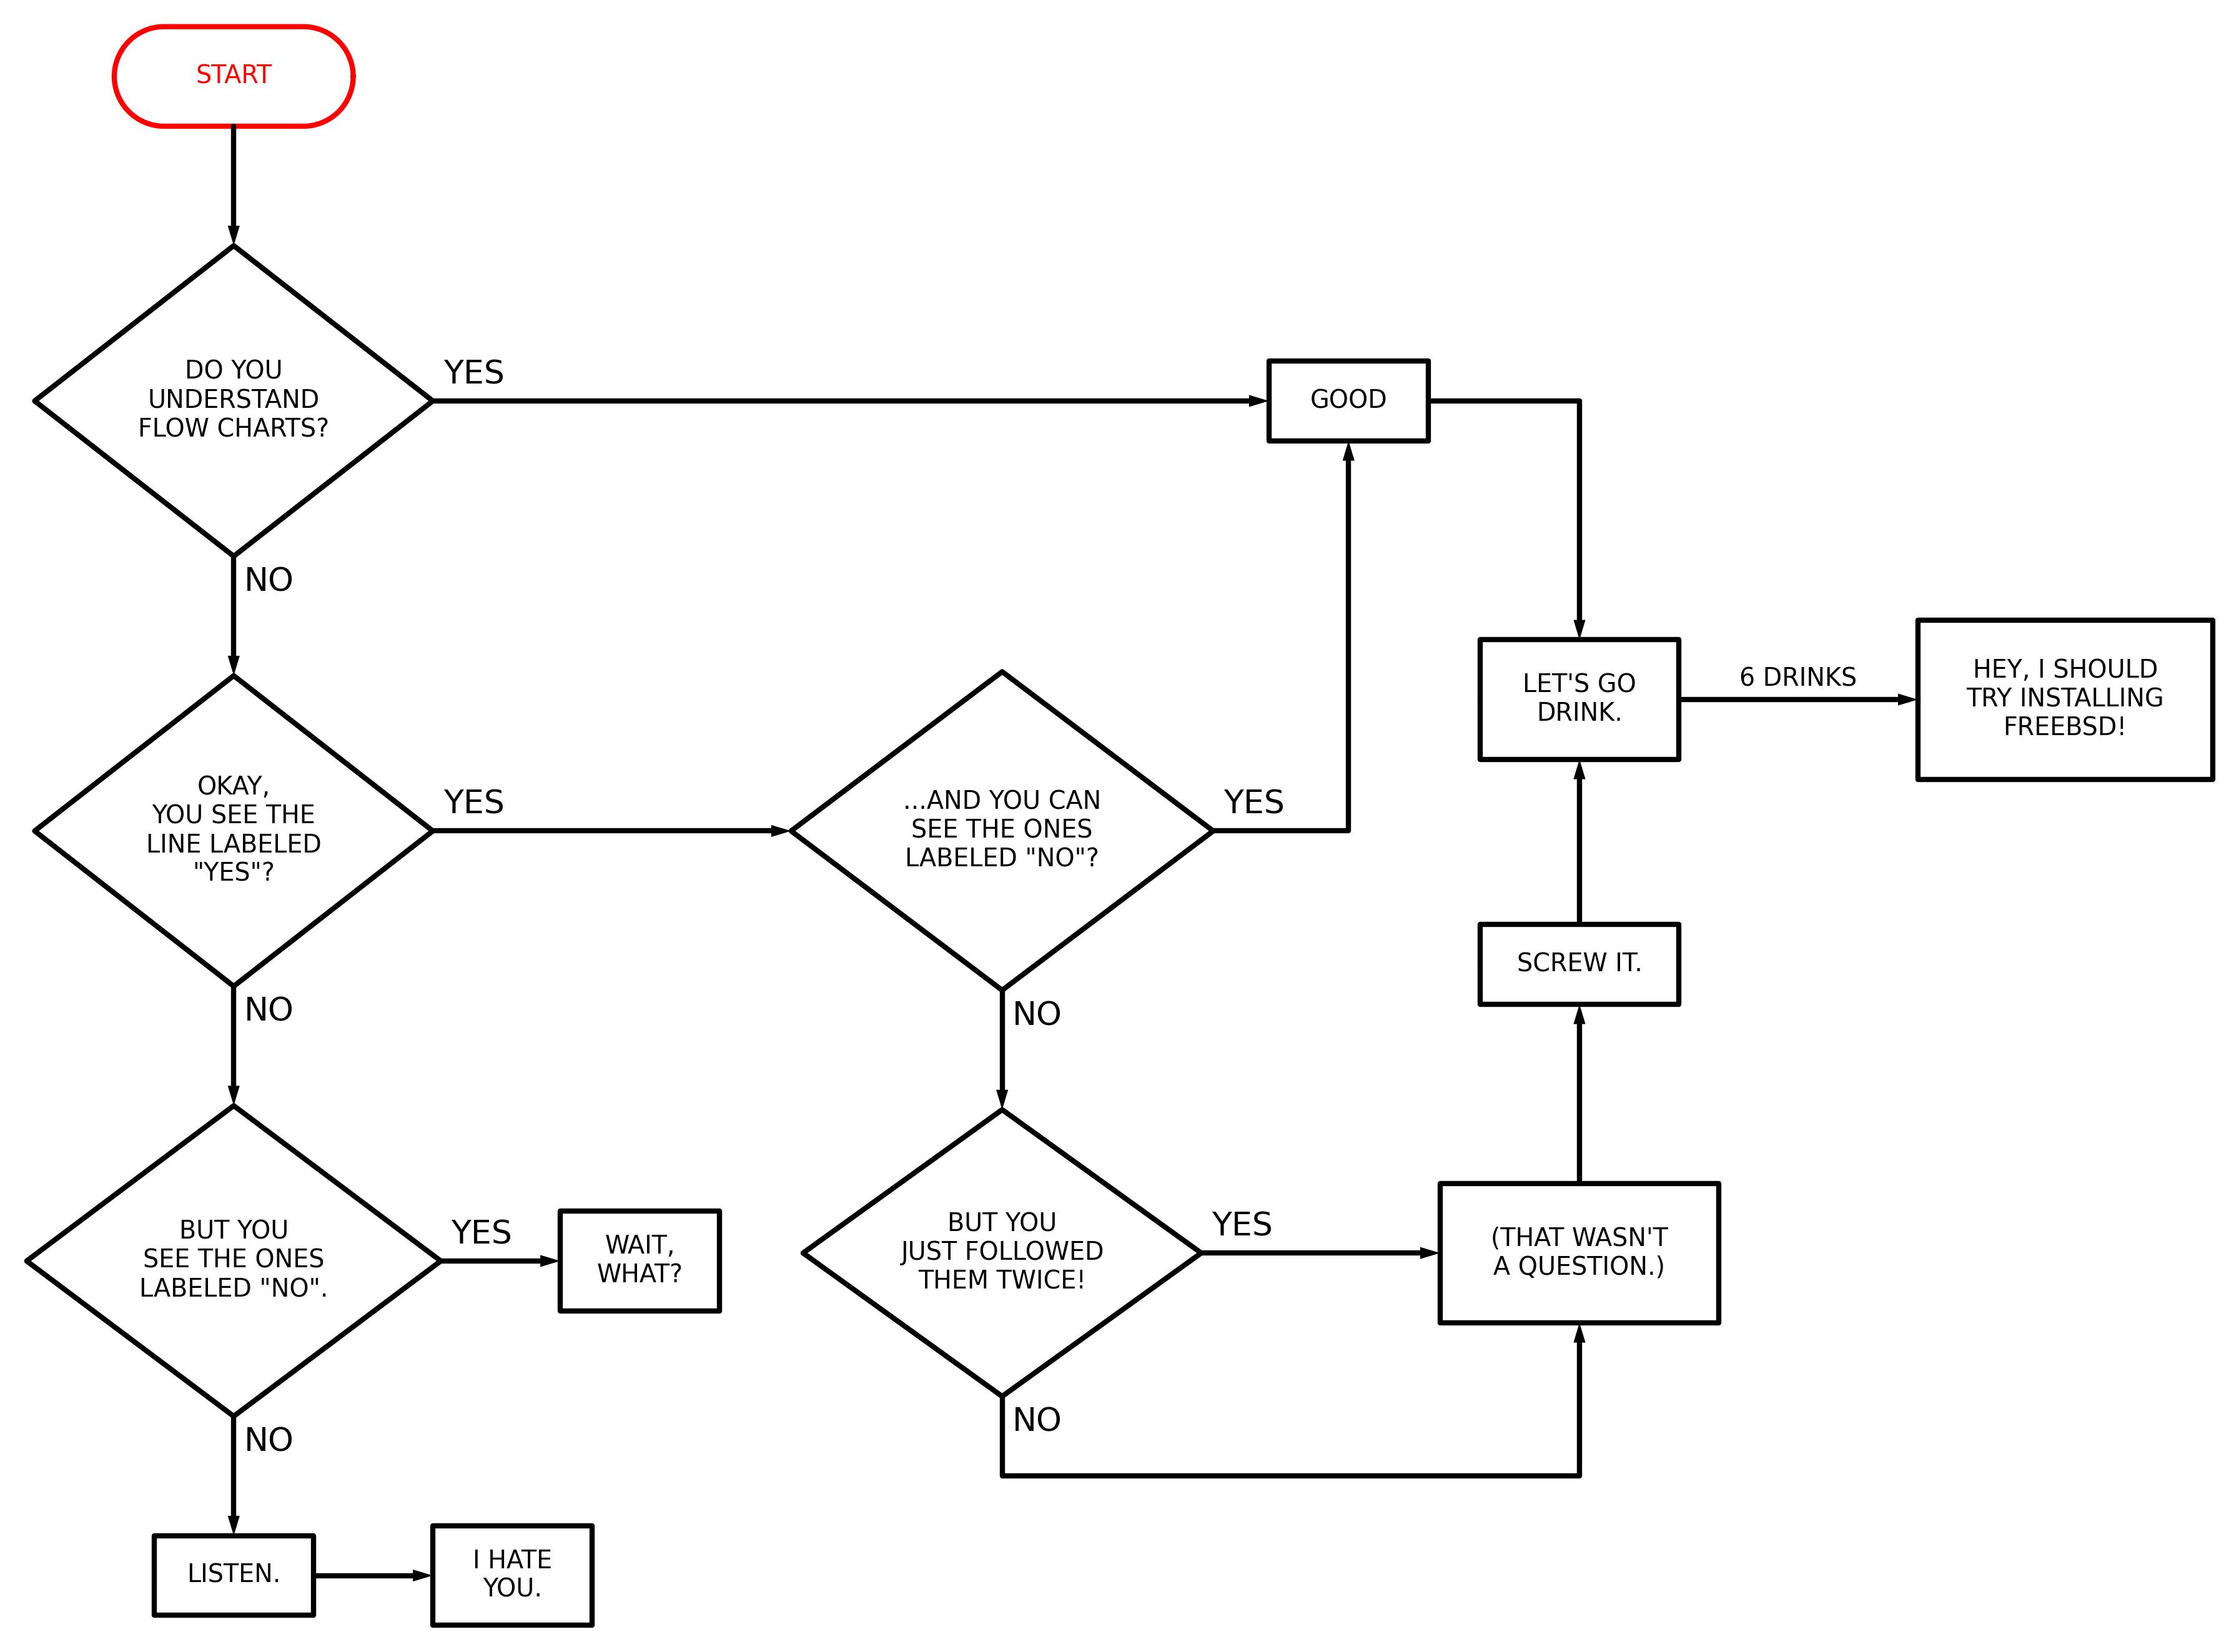 START
DO YOU
UNDERSTAND
FLOW CHARTS?
YES
GOOD
NO
OKAY,
YOU SEE THE
LINE LABELED
"YES"?
YES
...AND YOU CAN
SEE THE ONES
LABELED "NO"?
YES
LET'S GO
DRINK.
6 DRINKS
HEY, I SHOULD
TRY INSTALLING
FREEBSD!
SCREW IT.
NO
NO
BUT YOU
SEE THE ONES
LABELED "NO".
YES
WAIT,
WHAT?
BUT YOU
JUST FOLLOWED
THEM TWICE!
YES
(THAT WASN'T
A QUESTION.)
NO
NO
LISTEN.
I HATE
YOU.